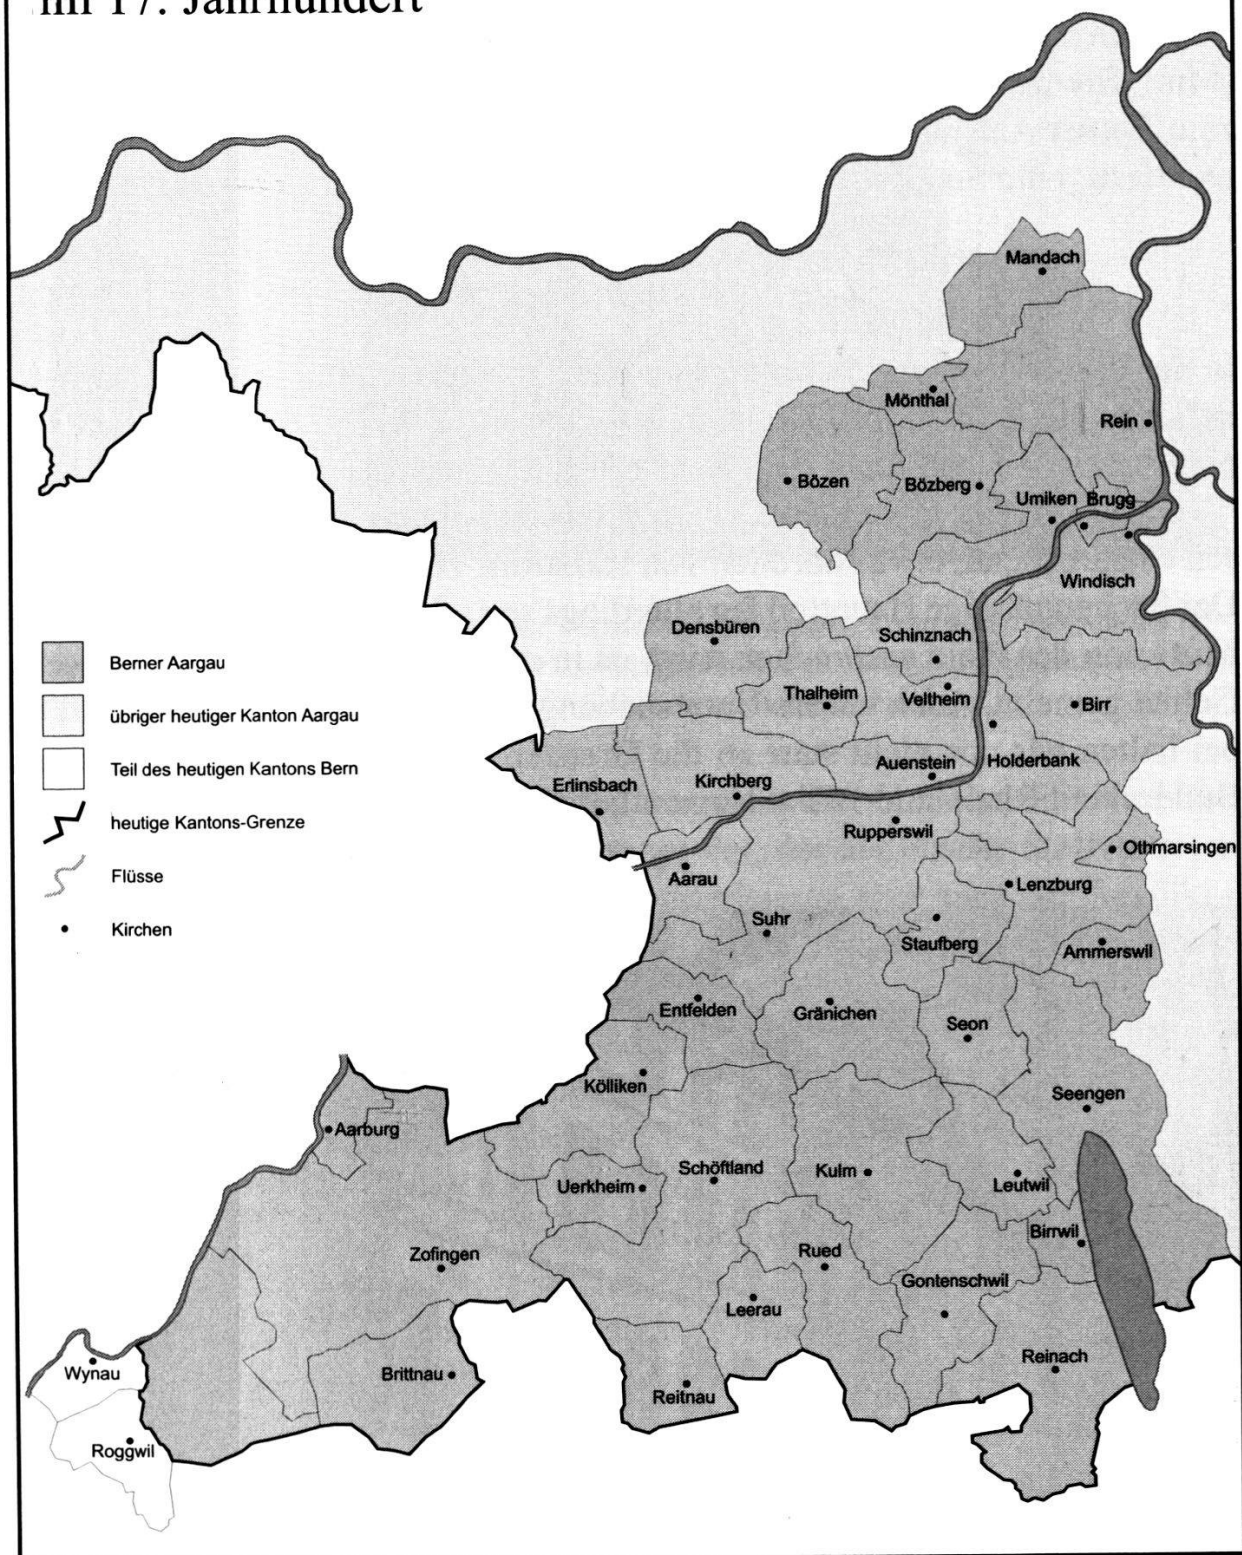 im 17. Jahrhundert
Mandach
Mönthal
Rein
Bözen
Bözberg
Umiken
Brugg
Windisch
Densbüren
Schinznach
Thalheim
Veltheim
Birr
Erlinsbach
Kirchberg
Auenstein
Holderbank
Rupperswil
Othmarsingen
Aarau
Lenzburg
Suhr
Staufberg
Ammerswil
Entfelden
Gränichen
Seon
Kölliken
Seengen
Aarburg
Schöftland
Kulm
Uerkheim
Leutwil
Birrwil
Zofingen
Rued
Gontenschwil
Leerau
Reinach
Wynau
Brittnau
Reitnau
Roggwil
Berner Aargau
übriger heutiger Kanton Aargau
Teil des heutigen Kantons Bern
heutige Kantons-Grenze
Flüsse
Kirchen